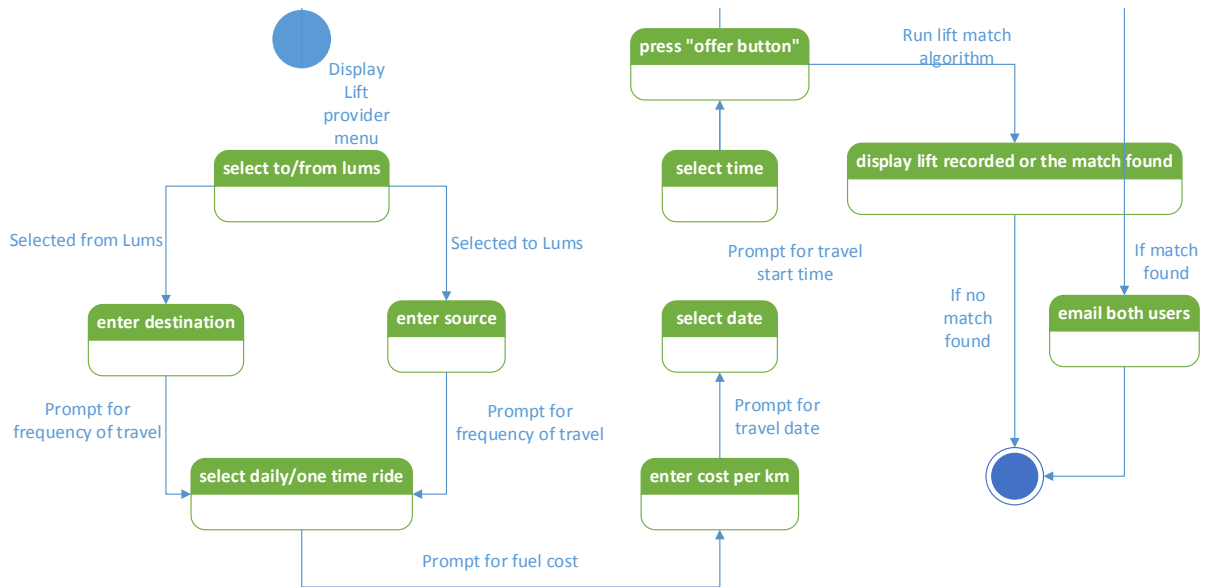 Display
Lift
provider
menu
select to/from lums
Selected from Lums
Selected to Lums
enter destination
enter source
Prompt for
frequency of travel
Prompt for
frequency of travel
select daily/one time ride
Prompt for fuel cost
enter cost per km
Prompt for
travel date
select date
Prompt for travel
start time
select time
press "offer button"
Run lift match
algorithm
display lift recorded or the match found
If no
match
found
If match
found
email both users